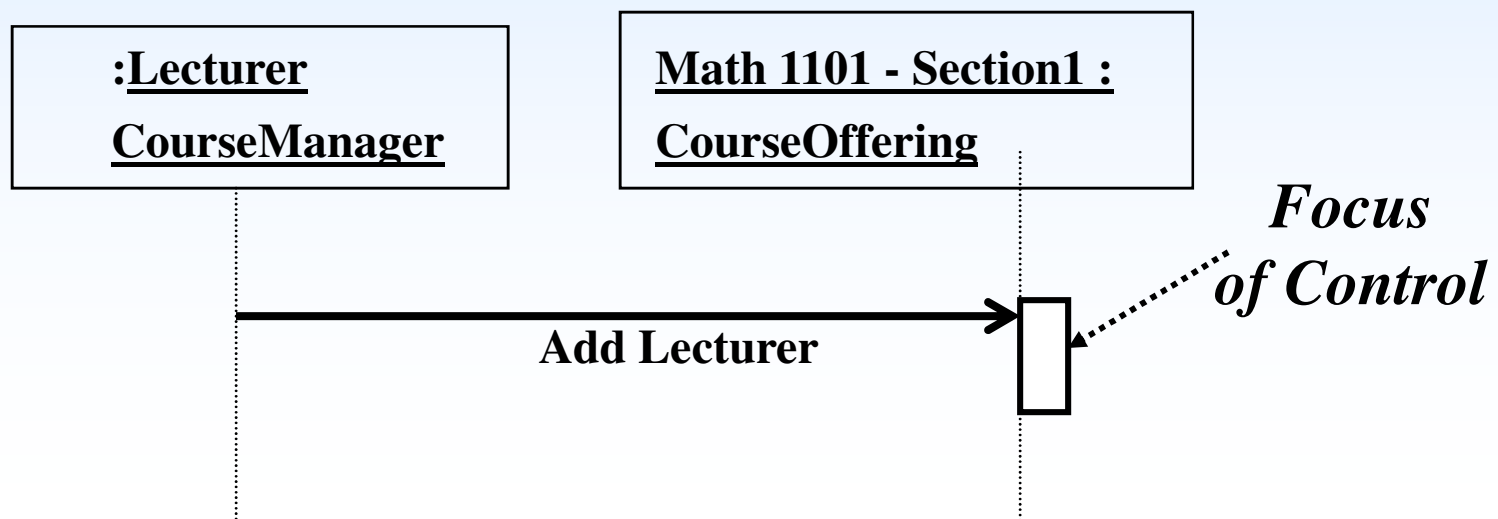 :Lecturer
CourseManager
Math 1101 - Section1 :
CourseOffering
Focus
of Control
Add Lecturer